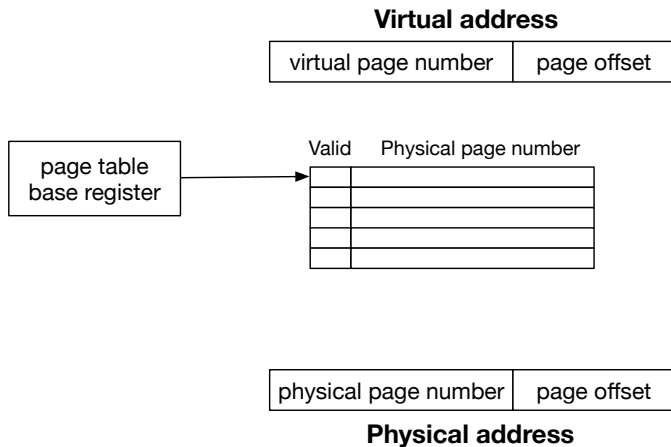 Virtual address
virtual page number
page offset
Valid
Physical page number
page table
base register
physical page number
page offset
Physical address